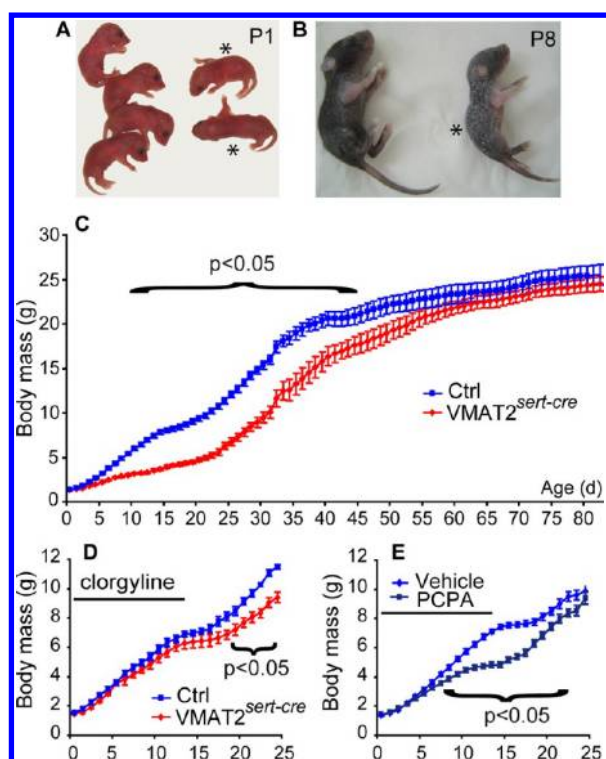 A
P1
*
*
B
P8
*
C
30
25
20
15
10
5
0
Body mass (g)
p<0.05
Ctrl
VMAT2sert-cre
Age (d)
0 5 10 15 20 25 30 35 40 45 50 55 60 65 70 75 80
D
12
10
8
6
4
2
0
Body mass (g)
clorgyline
p<0.05
Ctrl
VMAT2sert-cre
0 5 10 15 20 25
E
12
10
8
6
4
2
0
Body mass (g)
Vehicle
PCPA
p<0.05
0 5 10 15 20 25